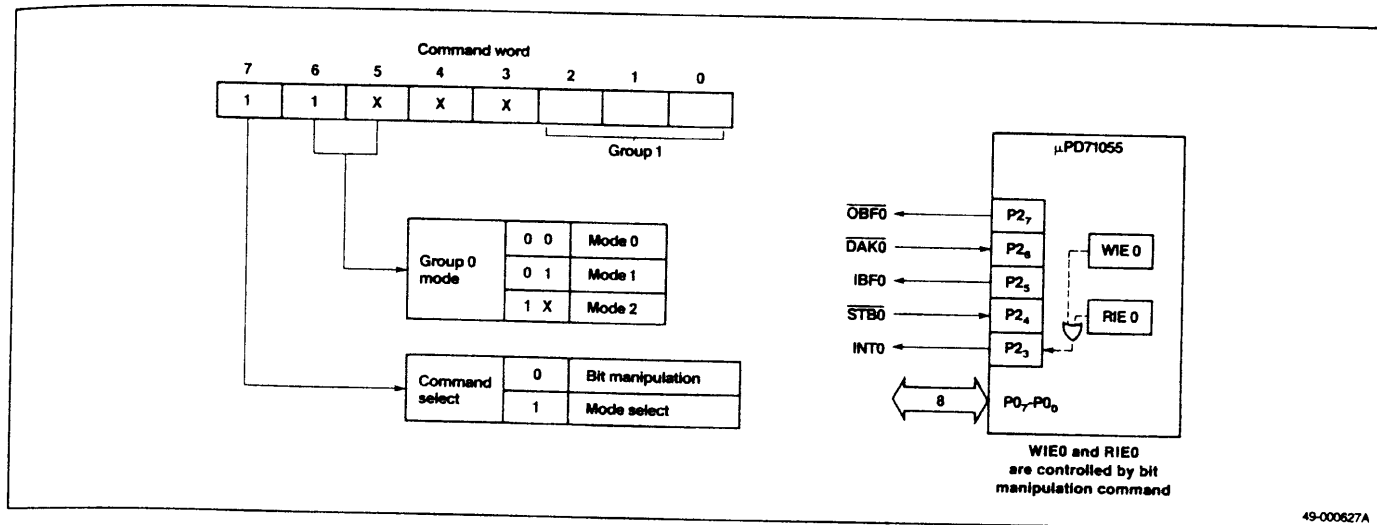 Command word
7 6 5 4 3 2 1 0
1 1 X X X
Group 1
Group 0 mode
0 0 Mode 0
0 1 Mode 1
1 X Mode 2
Command select
0 Bit manipulation
1 Mode select
μPD71055
OBF0 P2₇
DAK0 P2₆ WIE 0
IBF0 P2₅
STB0 P2₄ RIE 0
INT0 P2₃
8 P0₇-P0₀
WIE0 and RIE0
are controlled by bit
manipulation command
49-000627A